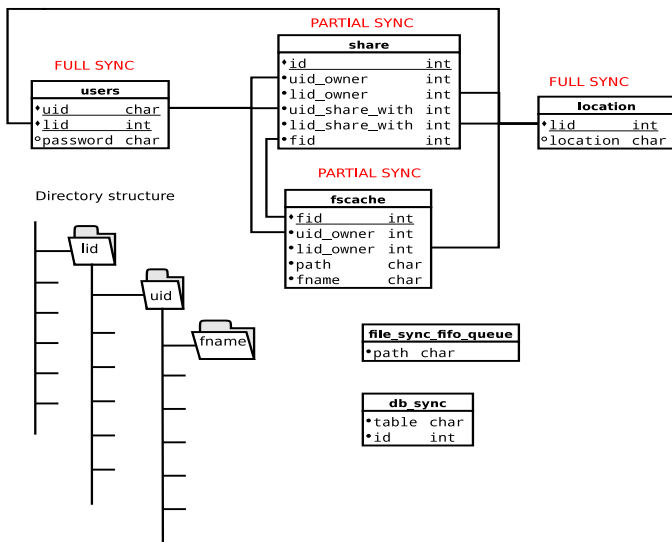 PARTIAL SYNC
share
id int
uid_owner int
lid_owner int
uid_share_with int
lid_share_with int
fid int
FULL SYNC
users
uid char
lid int
password char
FULL SYNC
location
lid int
location char
PARTIAL SYNC
fscache
fid int
uid_owner int
lid_owner int
path char
fname char
Directory structure
lid
uid
fname
file_sync_fifo_queue
path char
db_sync
table char
id int